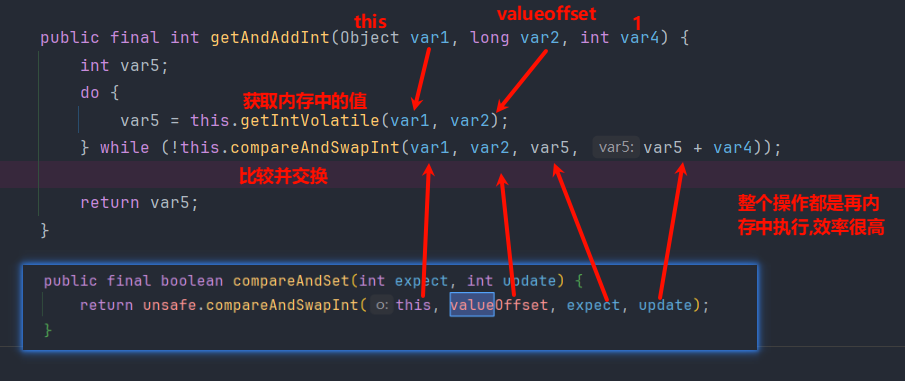 this
valueoffset
1
public final int getAndAddInt(Object var1, long var2, int var4) {
int var5;
do {
获取内存中的值
var5 = this.getIntVolatile(var1, var2);
} while (!this.compareAndSwapInt(var1, var2, var5, var5: var5 + var4));
比较并交换
return var5;
}
整个操作都是再内
存中执行,效率很高
public final boolean compareAndSet(int expect, int update) {
return unsafe.compareAndSwapInt( o: this, valueOffset, expect, update);
}